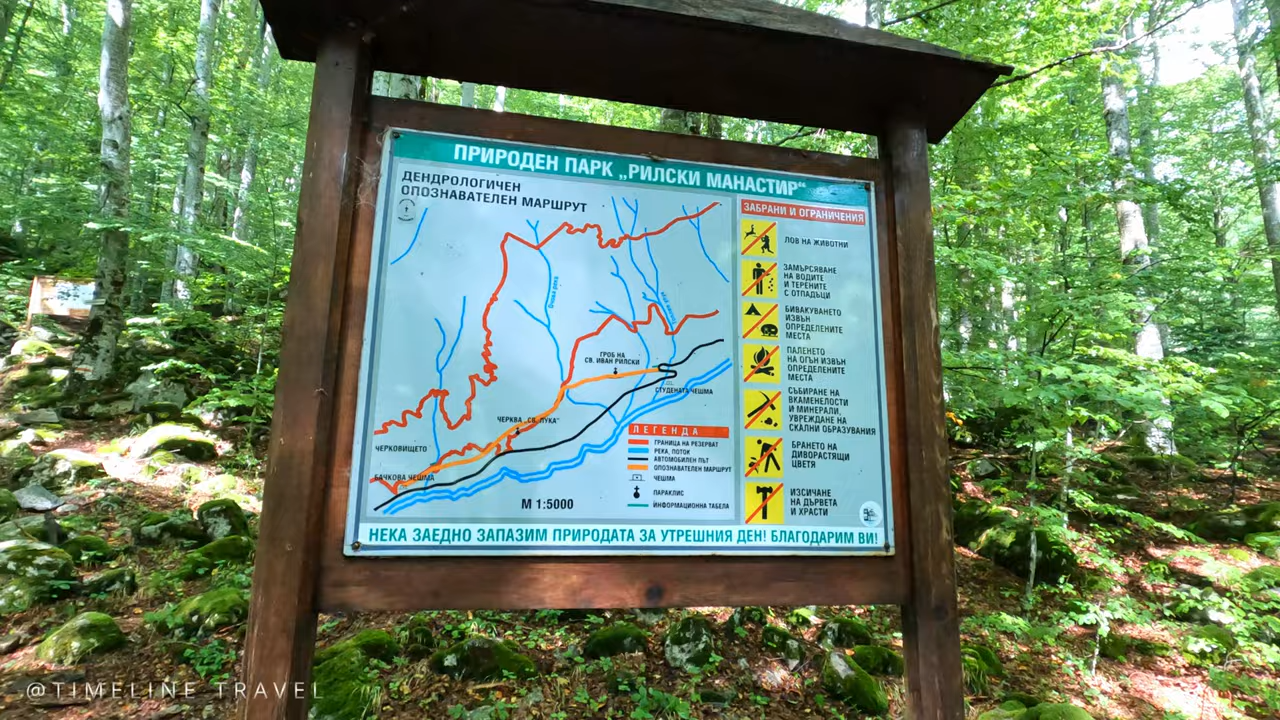 ПРИРОДЕН ПАРК „РИЛСКИ МАНАСТИР“
ДЕНДРОЛОГИЧЕН
ОПОЗНАВАТЕЛЕН МАРШРУТ
ГРОБ НА
СВ. ИВАН РИЛСКИ
СТУДЕНАТА ЧЕШМА
ЧЕРКВА „СВ. ЛУКА“
ЧЕРКОВИЩЕТО
БАЧКОВА ЧЕШМА
М 1:5000
ЛЕГЕНДА
ГРАНИЦА НА РЕЗЕРВАТ
РЕКА, ПОТОК
АВТОМОБИЛЕН ПЪТ
ОПОЗНАВАТЕЛЕН МАРШРУТ
ЧЕШМА
ПАРАКЛИС
ИНФОРМАЦИОННА ТАБЕЛА
ЗАБРАНИ И ОГРАНИЧЕНИЯ
ЛОВ НА ЖИВОТНИ
ЗАМЪРСЯВАНЕ
НА ВОДИТЕ
И ТЕРЕНИТЕ
С ОТПАДЪЦИ
БИВАКУВАНЕТО
ИЗВЪН
ОПРЕДЕЛЕНИТЕ
МЕСТА
ПАЛЕНЕТО
НА ОГЪН ИЗВЪН
ОПРЕДЕЛЕНИТЕ
МЕСТА
СЪБИРАНЕ НА
ВКАМЕНЕЛОСТИ
И МИНЕРАЛИ,
УВРЕЖДАНЕ НА
СКАЛНИ ОБРАЗУВАНИЯ
БРАНЕТО НА
ДИВОРАСТЯЩИ
ЦВЕТЯ
ИЗСИЧАНЕ
НА ДЪРВЕТА
И ХРАСТИ
НЕКА ЗАЕДНО ЗАПАЗИМ ПРИРОДАТА ЗА УТРЕШНИЯ ДЕН! БЛАГОДАРИМ ВИ!
@TIMELINE_TRAVEL